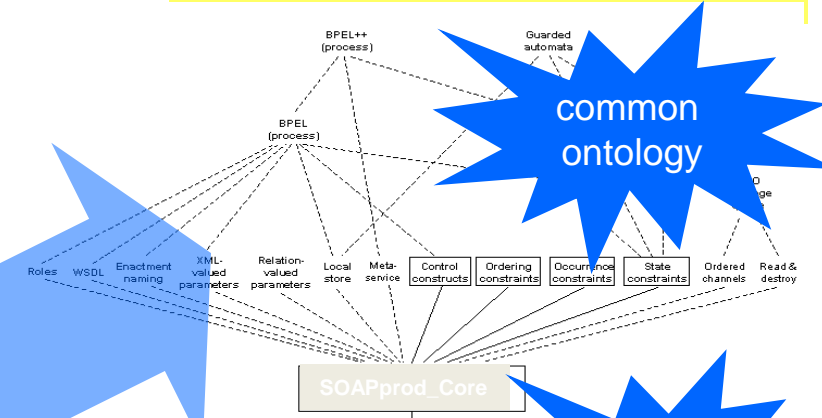 BPEL++
(process)
Guarded
automata
common
ontology
BPEL
(process)
Roles
WSDL
Enactment
naming
XML-
valued
parameters
Relation-
valued
parameters
Local
store
Meta-
service
Control
constructs
Ordering
constraints
Occurrence
constraints
State
constraints
Ordered
channels
Read &
destroy
SOAPprod_Core